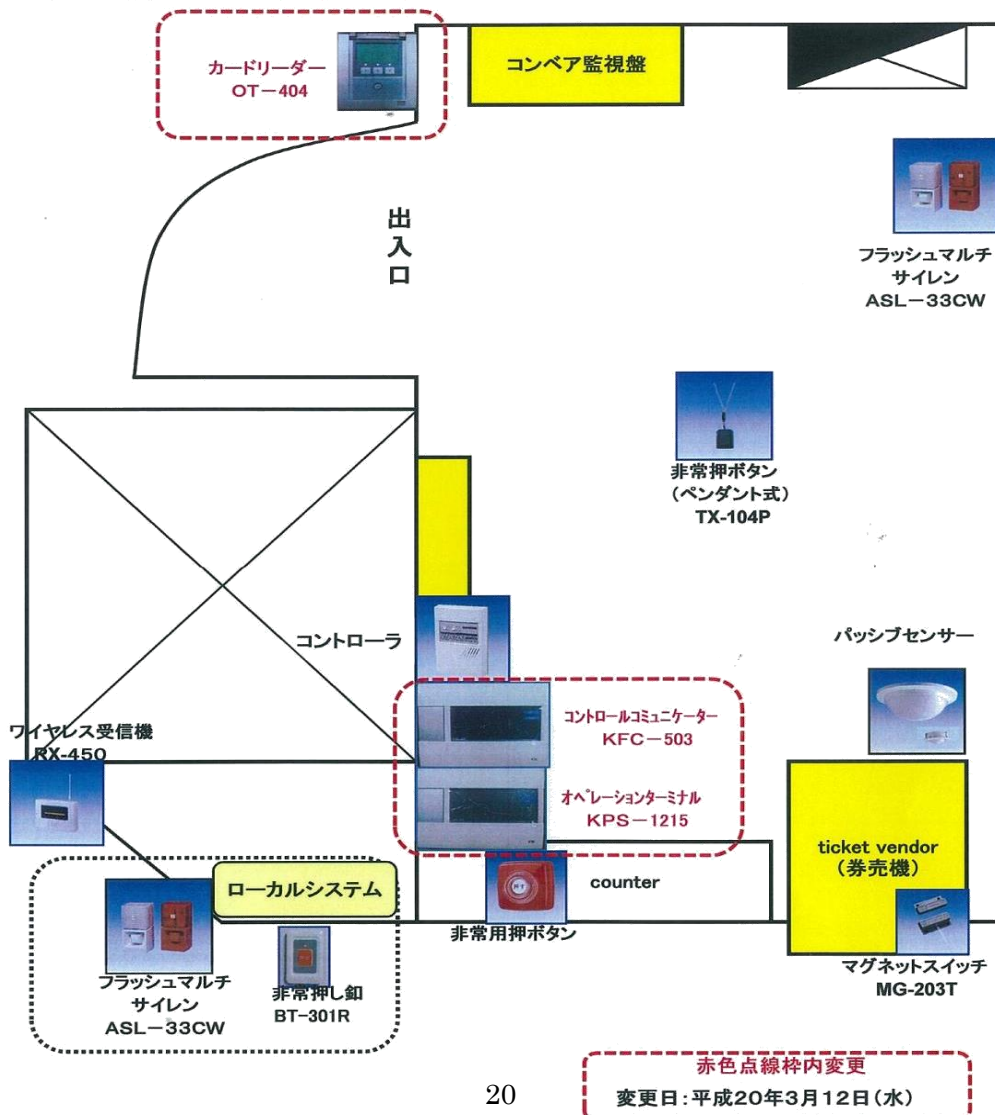 カードリーダー
OT－404
コンベア監視盤
出入口
フラッシュマルチ
サイレン
ASL－33CW
非常押ボタン
（ペンダント式）
TX-104P
コントローラ
パッシブセンサー
コントロールコミュニケーター
KFC－503
ワイヤレス受信機
RX-450
オペレーションターミナル
KPS－1215
ticket vendor
（券売機）
counter
ローカルシステム
非常用押ボタン
マグネットスイッチ
MG-203T
フラッシュマルチ
サイレン
ASL－33CW
非常押し釦
BT-301R
赤色点線枠内変更
変更日：平成20年3月12日（水）
20